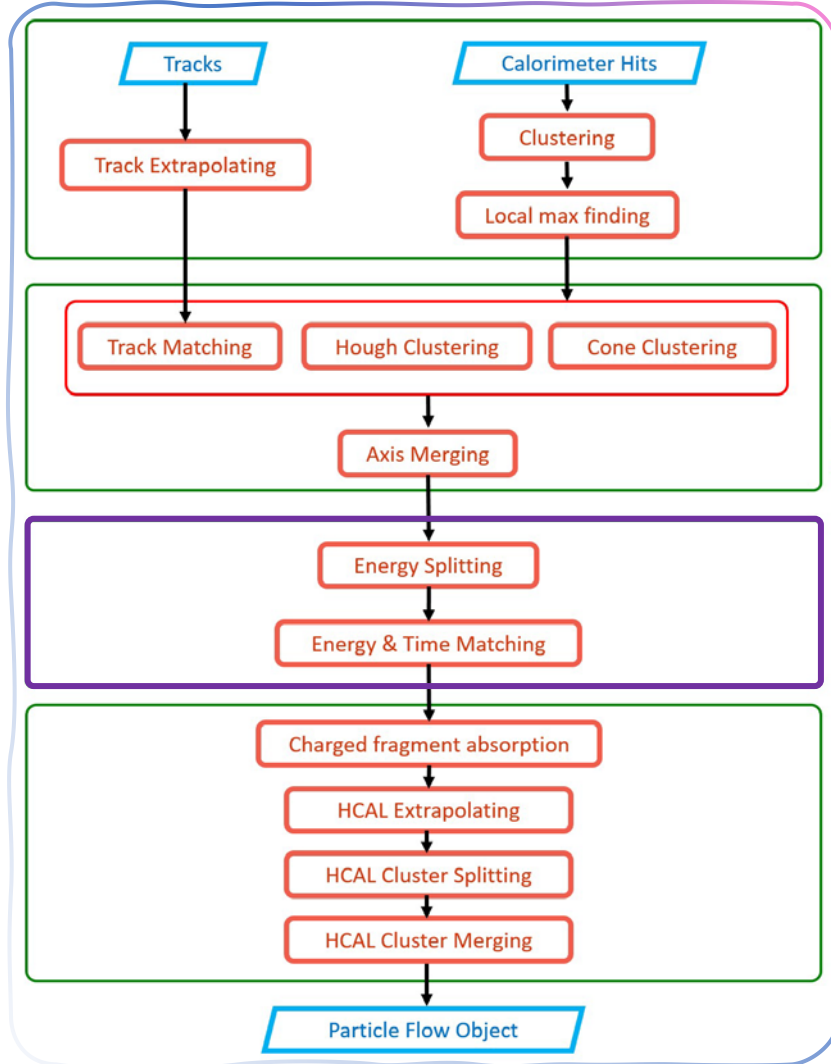 Tracks
Calorimeter Hits
Track Extrapolating
Clustering
Local max finding
Track Matching
Hough Clustering
Cone Clustering
Axis Merging
Energy Splitting
Energy & Time Matching
Charged fragment absorption
HCAL Extrapolating
HCAL Cluster Splitting
HCAL Cluster Merging
Particle Flow Object